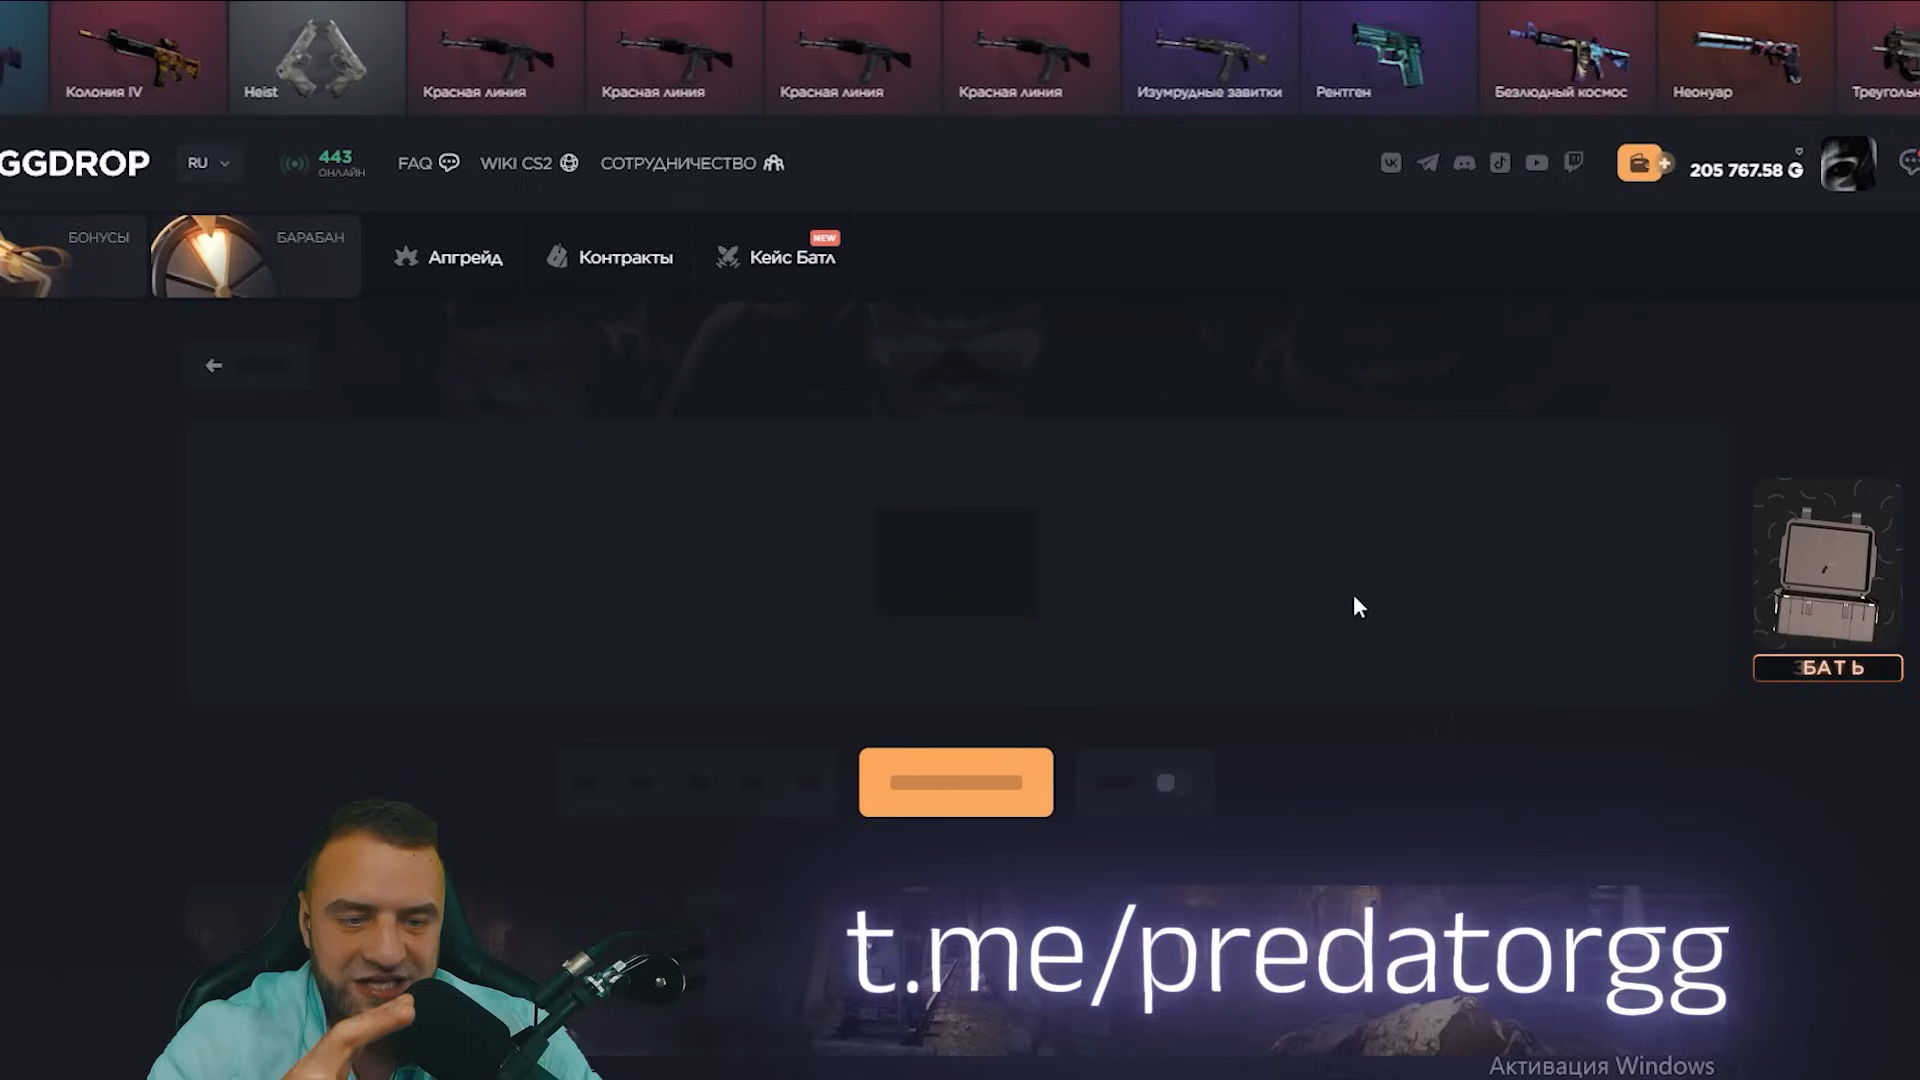 Колония IV
Heist
Красная линия
Красная линия
Красная линия
Красная линия
Изумрудные завитки
Рентген
Безлюдный космос
Неонуар
Треугольн
GGDROP
RU
443
ОНЛАЙН
FAQ
WIKI CS2
СОТРУДНИЧЕСТВО
205 767.58 G
БОНУСЫ
БАРАБАН
Апгрейд
Контракты
Кейс Батл
NEW
БАТЬ
t.me/predatorgg
Активация Windows